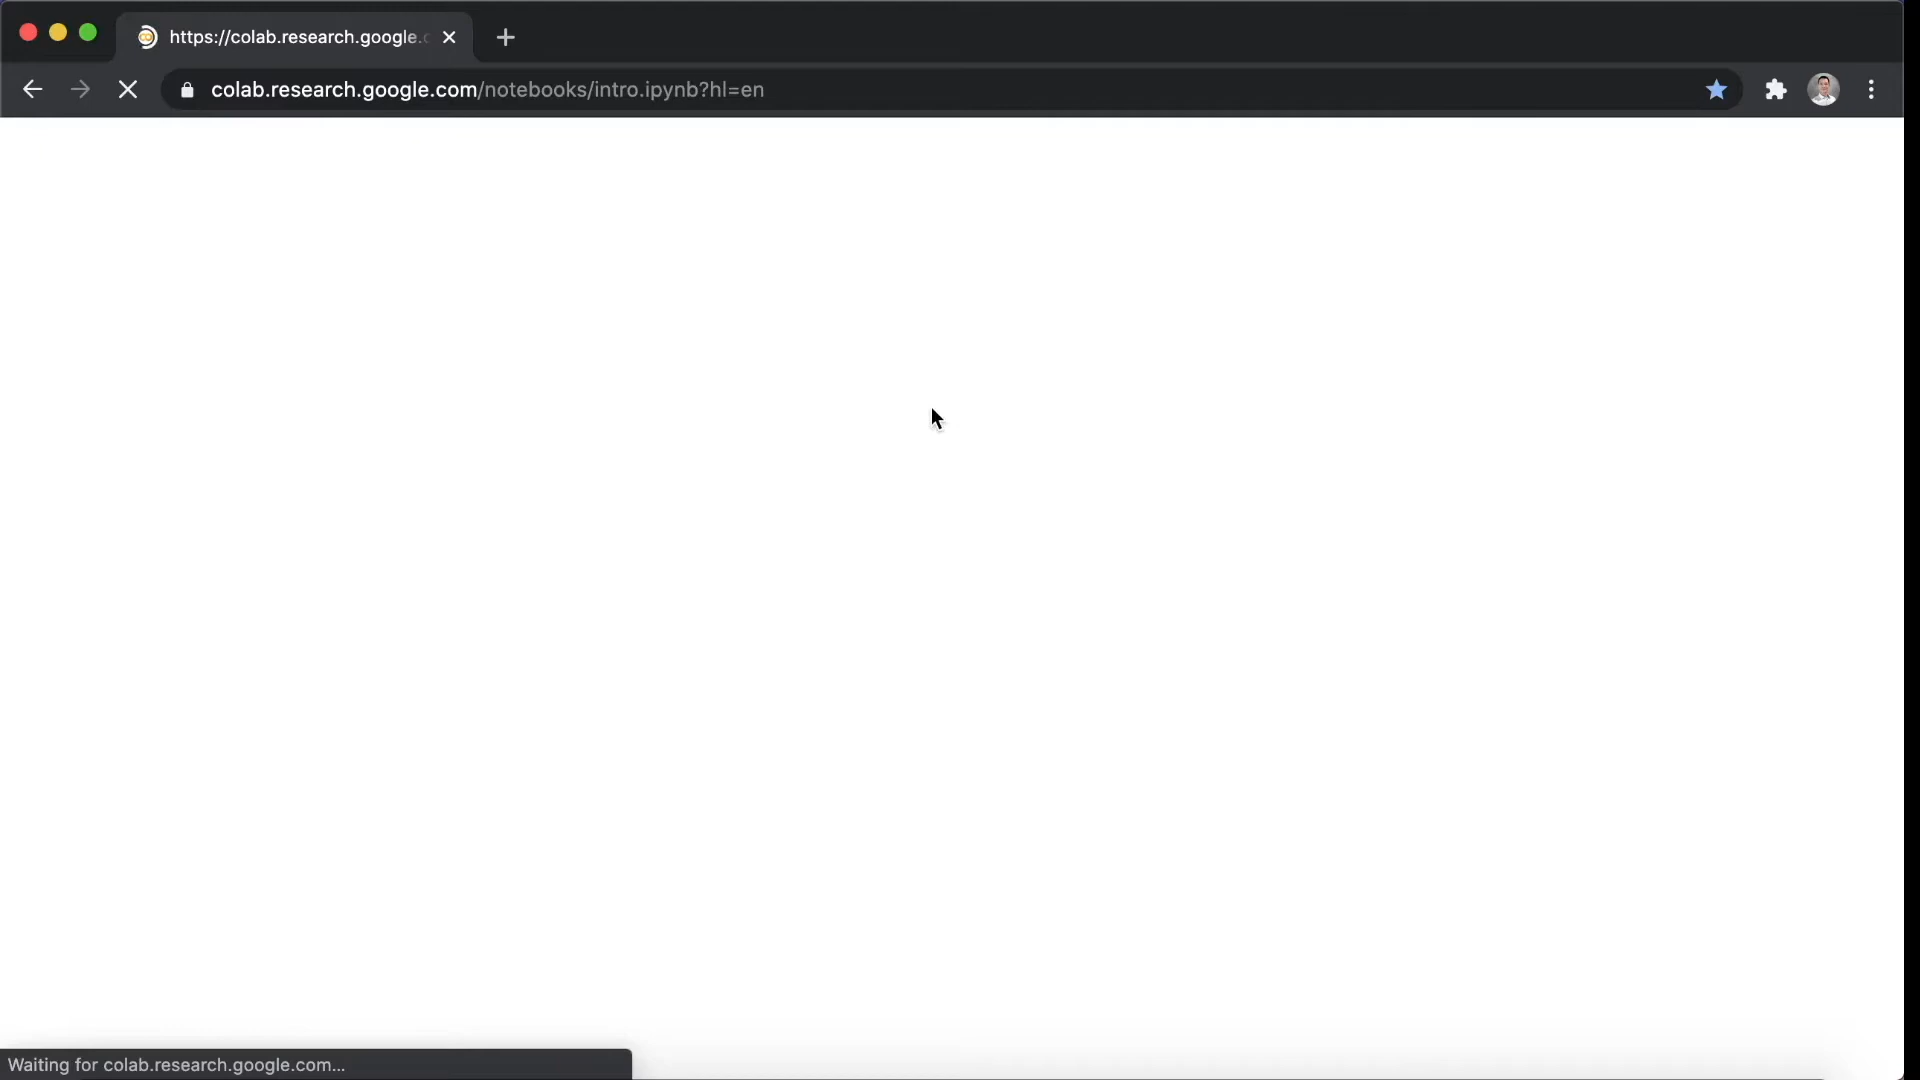 https://colab.research.google.
colab.research.google.com/notebooks/intro.ipynb?hl=en
Waiting for colab.research.google.com...